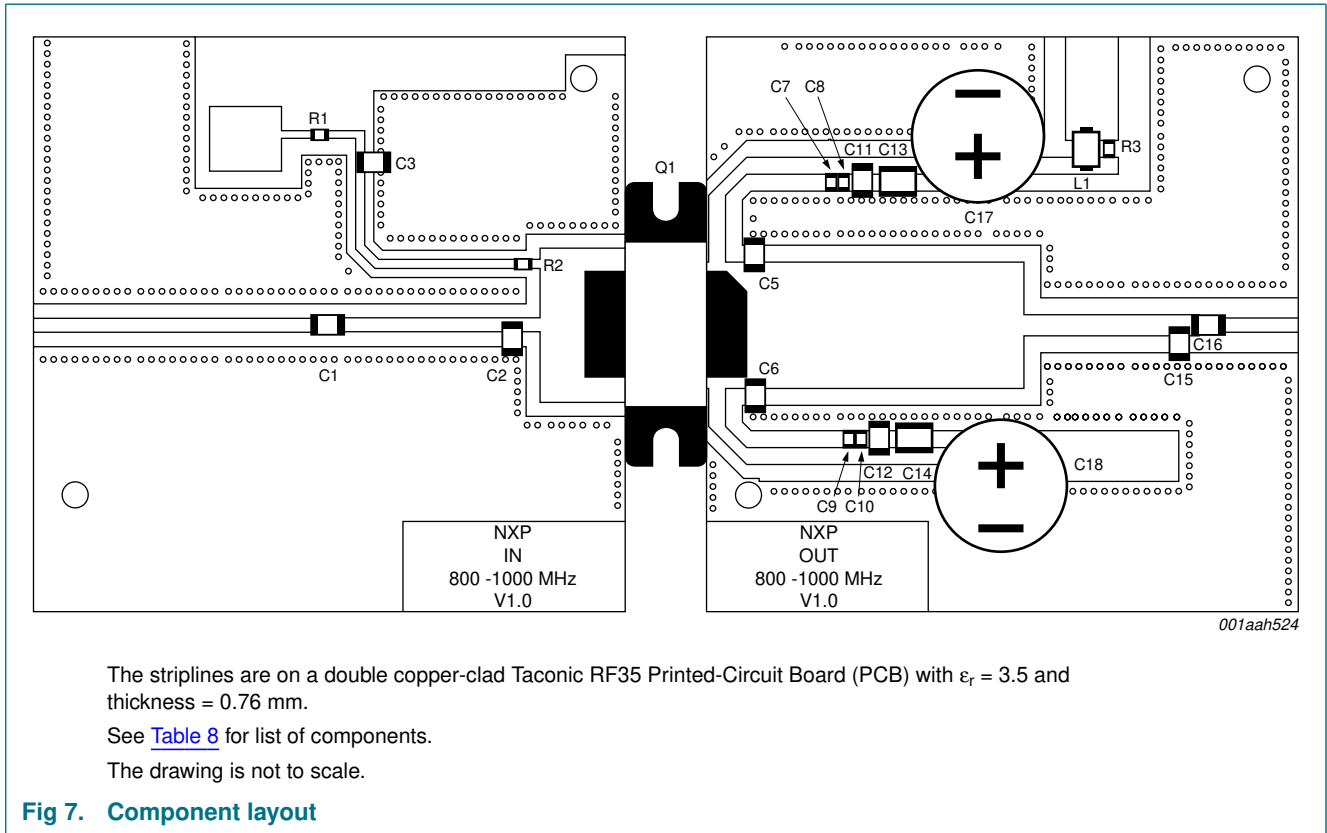 C7 C8
R1
C3
Q1
C11 C13
R3
L1
C17
R2
C5
C1
C2
C16
C15
C6
C18
C12 C14
C9 C10
NXP
IN
800 -1000 MHz
V1.0
NXP
OUT
800 -1000 MHz
V1.0
001aah524
The striplines are on a double copper-clad Taconic RF35 Printed-Circuit Board (PCB) with εr = 3.5 and
thickness = 0.76 mm.
See Table 8 for list of components.
The drawing is not to scale.
Fig 7. Component layout